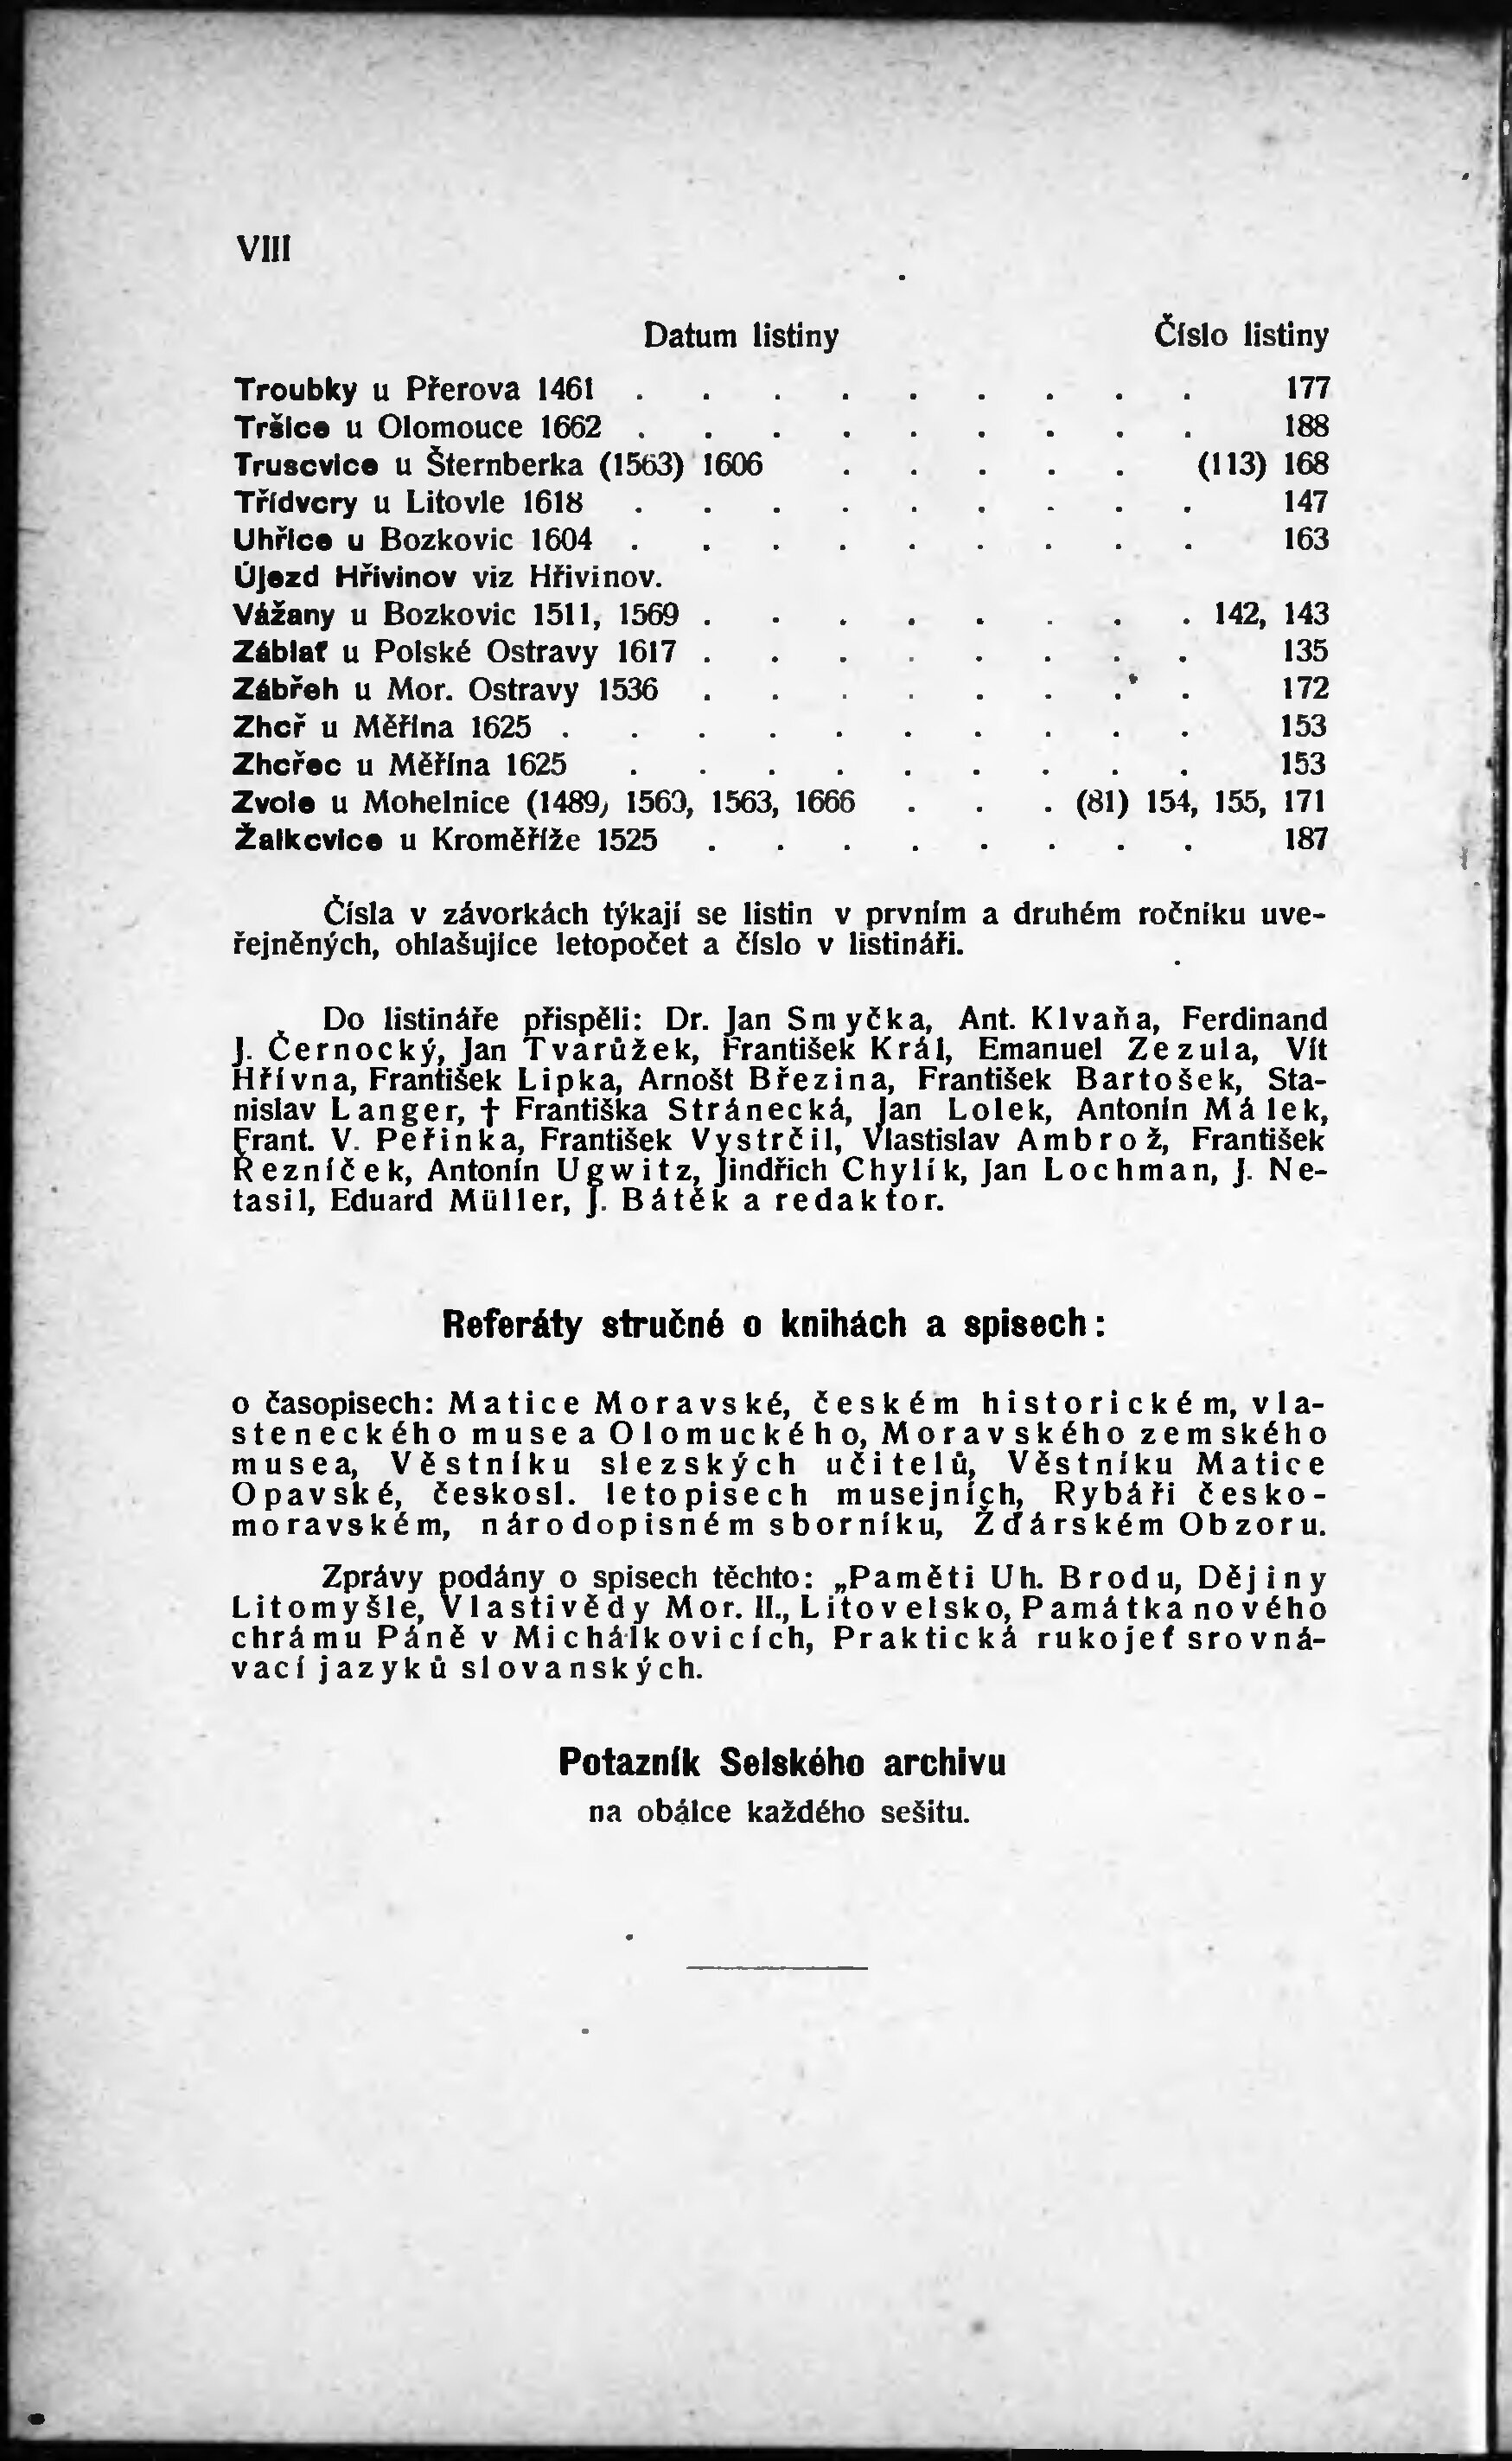 VIII
Datum listiny Číslo listiny
Troubky u Přerova 1461 . . . . . . . . . 177
Tršice u Olomouce 1662 . . . . . . . . . 188
Trusovice u Šternberka (1563) 1606 . . . . . (113) 168
Třídvory u Litovle 1618 . . . . . . . . . 147
Uhřice u Bozkovic 1604 . . . . . . . . . 163
Újezd Hřivinov viz Hřivinov.
Vážany u Bozkovic 1511, 1569 . . . . . . . . 142, 143
Záblať u Polské Ostravy 1617 . . . . . . . . 135
Zábřeh u Mor. Ostravy 1536 . . . . . . . . 172
Zhoř u Měřína 1625 . . . . . . . . . . 153
Zhořec u Měřína 1625 . . . . . . . . . 153
Zvole u Mohelnice (1489, 1560, 1563, 1666 . . . (81) 154, 155, 171
Žalkovice u Kroměříže 1525 . . . . . . . . 187
Čísla v závorkách týkají se listin v prvním a druhém ročníku uve-
řejněných, ohlašujíce letopočet a číslo v listináři.
Do listináře přispěli: Dr. Jan Smyčka, Ant. Klvaňa, Ferdinand
J. Černocký, Jan Tvarůžek, František Král, Emanuel Zezula, Vít
Hřívna, František Lipka, Arnošt Březina, František Bartošek, Sta-
nislav Langer, † Františka Stránecká, Jan Lolek, Antonín Málek,
Frant. V. Peřinka, František Vystrčil, Vlastislav Ambrož, František
Řezníček, Antonín Ugwitz, Jindřich Chylík, Jan Lochman, J. Ne-
tasil, Eduard Müller, J. Bátěk a redaktor.
Referáty stručné o knihách a spisech:
o časopisech: Matice Moravské, českém historickém, vla-
steneckého musea Olomuckého, Moravského zemského
musea, Věstníku slezských učitelů, Věstníku Matice
Opavské, českosl. letopisech musejních, Rybáři česko-
moravském, národopisném sborníku, Žďárském Obzoru.
Zprávy podány o spisech těchto: „Paměti Uh. Brodu, Dějiny
Litomyšle, Vlastivědy Mor. II., Litovelsko, Památka nového
chrámu Páně v Michálkovicích, Praktická rukojeť srovná-
vací jazyků slovanských.
Potazník Selského archivu
na obálce každého sešitu.